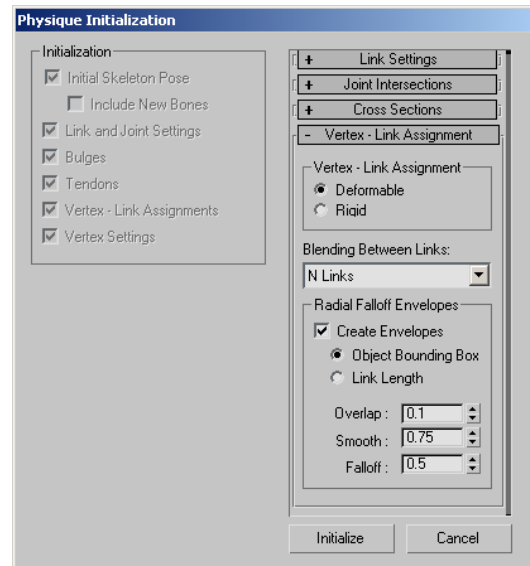 Physique Initialization
Initialization
Initial Skeleton Pose
Include New Bones
Link and Joint Settings
Bulges
Tendons
Vertex - Link Assignments
Vertex Settings
+ Link Settings
+ Joint Intersections
+ Cross Sections
- Vertex - Link Assignment
Vertex - Link Assignment
Deformable
Rigid
Blending Between Links:
N Links
Radial Falloff Envelopes
Create Envelopes
Object Bounding Box
Link Length
Overlap : 0.1
Smooth : 0.75
Falloff : 0.5
Initialize Cancel